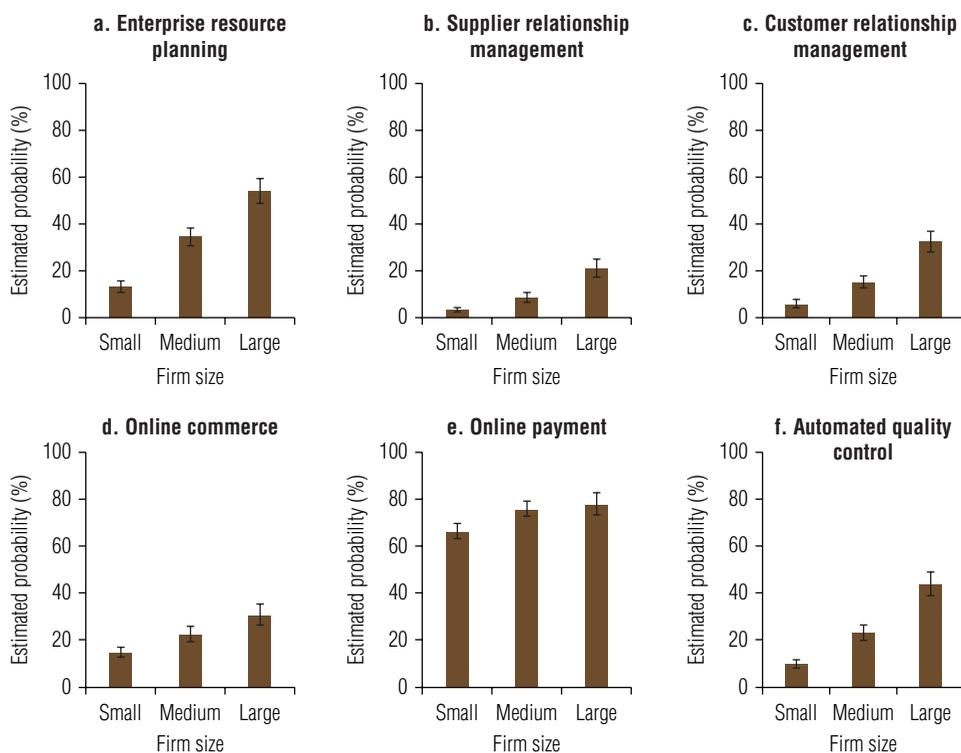 a. Enterprise resource
planning
Estimated probability (%)
100
80
60
40
20
0
Small Medium Large
Firm size
b. Supplier relationship
management
Estimated probability (%)
100
80
60
40
20
0
Small Medium Large
Firm size
c. Customer relationship
management
Estimated probability (%)
100
80
60
40
20
0
Small Medium Large
Firm size
d. Online commerce
Estimated probability (%)
100
80
60
40
20
0
Small Medium Large
Firm size
e. Online payment
Estimated probability (%)
100
80
60
40
20
0
Small Medium Large
Firm size
f. Automated quality
control
Estimated probability (%)
100
80
60
40
20
0
Small Medium Large
Firm size